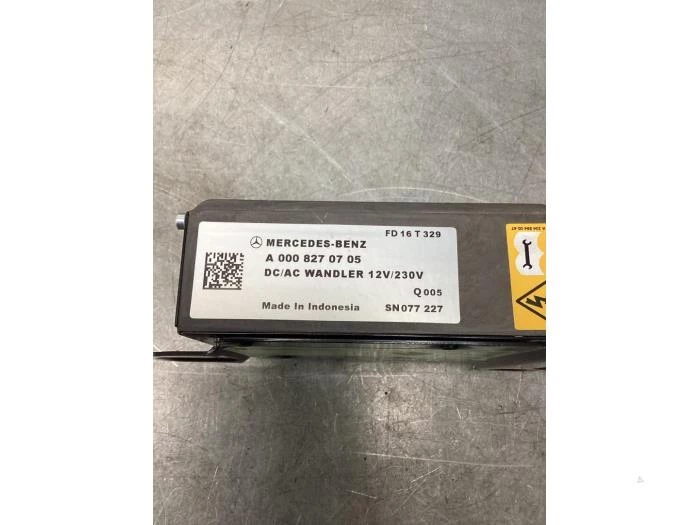 FD 16 T 329
MERCEDES-BENZ
A 000 827 07 05
DC/AC WANDLER 12V/230V
Q 005
Made In Indonesia SN077 227